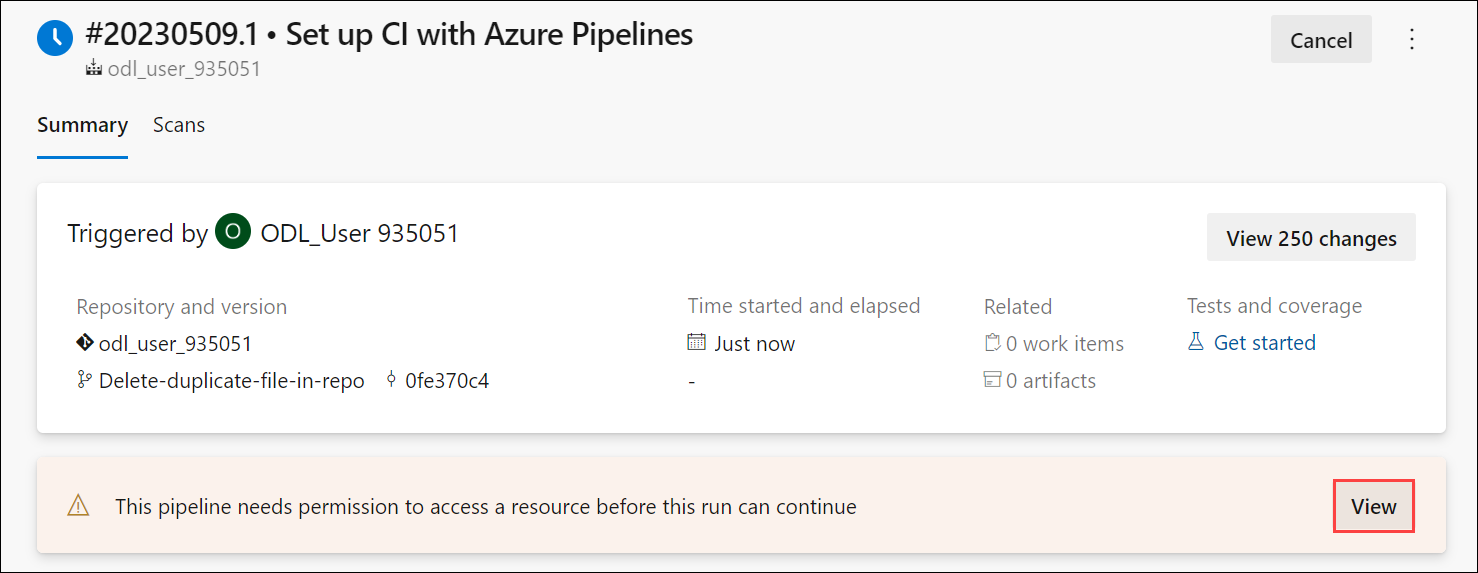 #20230509.1 • Set up CI with Azure Pipelines
Cancel
odl_user_935051
Summary Scans
Triggered by O ODL_User 935051
View 250 changes
Repository and version
Time started and elapsed
Related
Tests and coverage
odl_user_935051
Just now
0 work items
Get started
Delete-duplicate-file-in-repo 0fe370c4
-
0 artifacts
This pipeline needs permission to access a resource before this run can continue
View